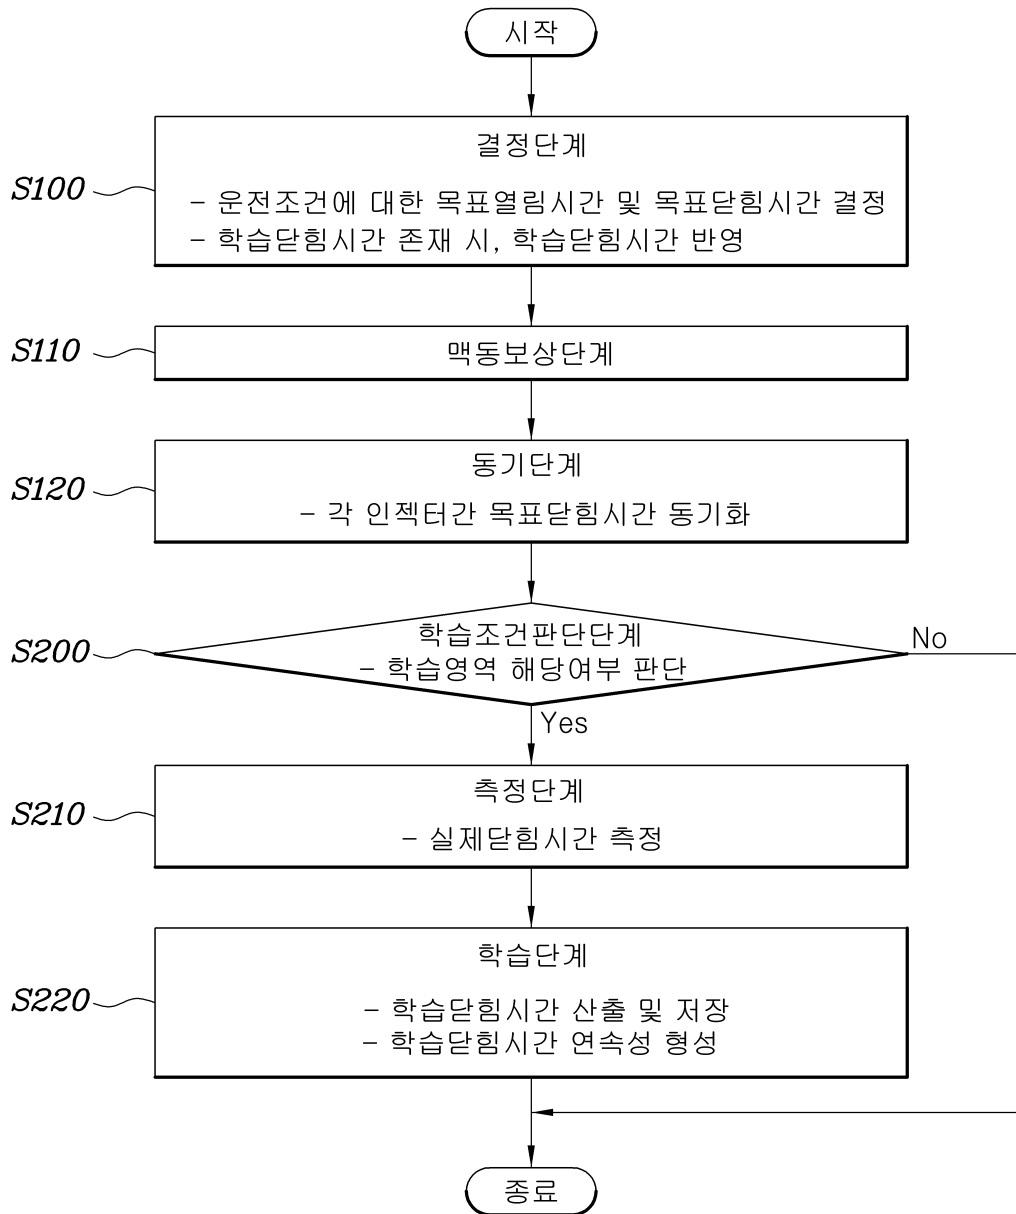 시작
결정단계
S100
- 운전조건에 대한 목표열림시간 및 목표닫힘시간 결정
- 학습닫힘시간 존재 시, 학습닫힘시간 반영
S110
맥동보상단계
동기단계
S120
- 각 인젝터간 목표닫힘시간 동기화
학습조건판단단계
No
S200
- 학습영역 해당여부 판단
Yes
측정단계
S210
- 실제닫힘시간 측정
학습단계
S220
- 학습닫힘시간 산출 및 저장
- 학습닫힘시간 연속성 형성
종료